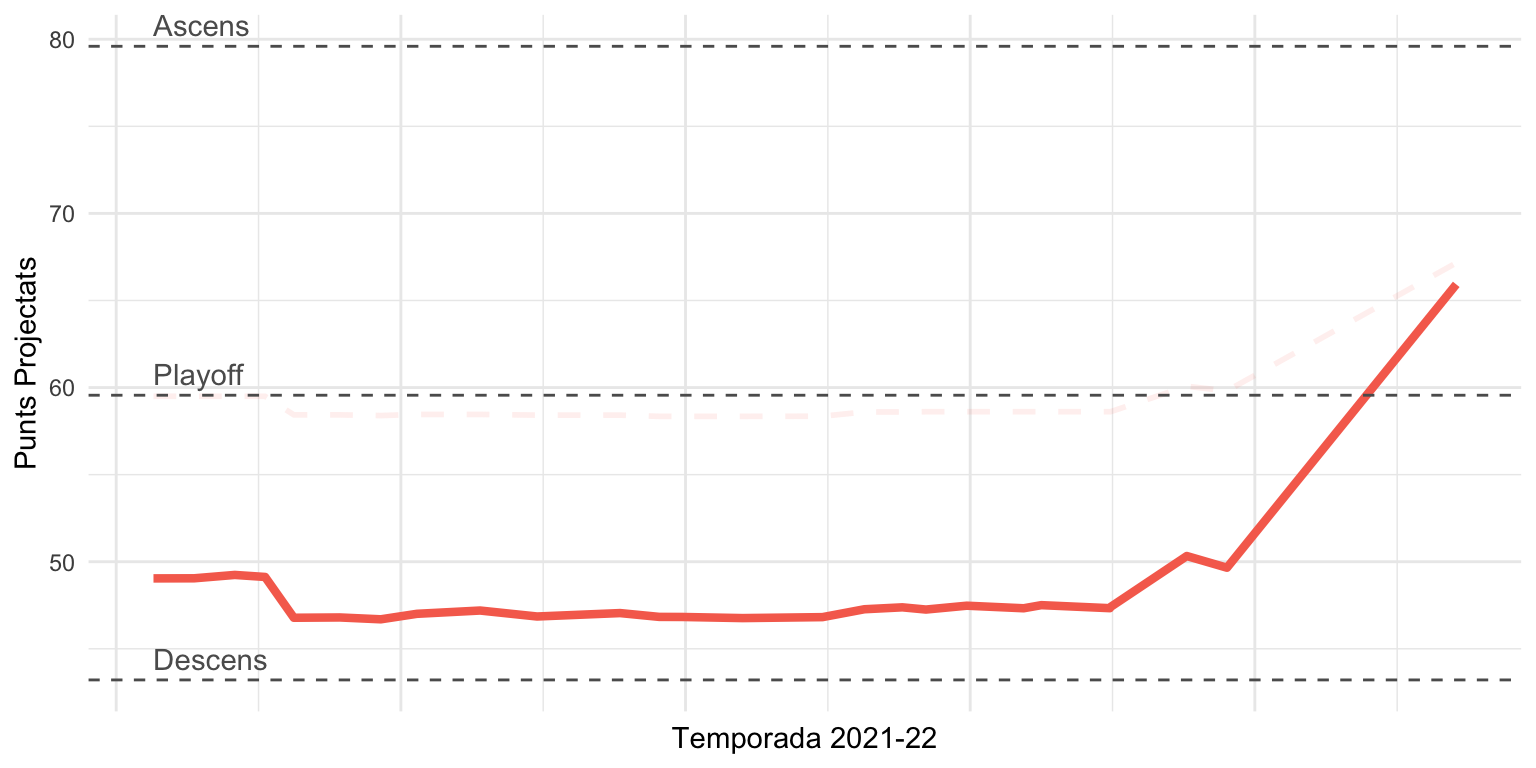 Ascens
80
70
Playoff
60
50
Descens
Punts Projectats
Temporada 2021-22